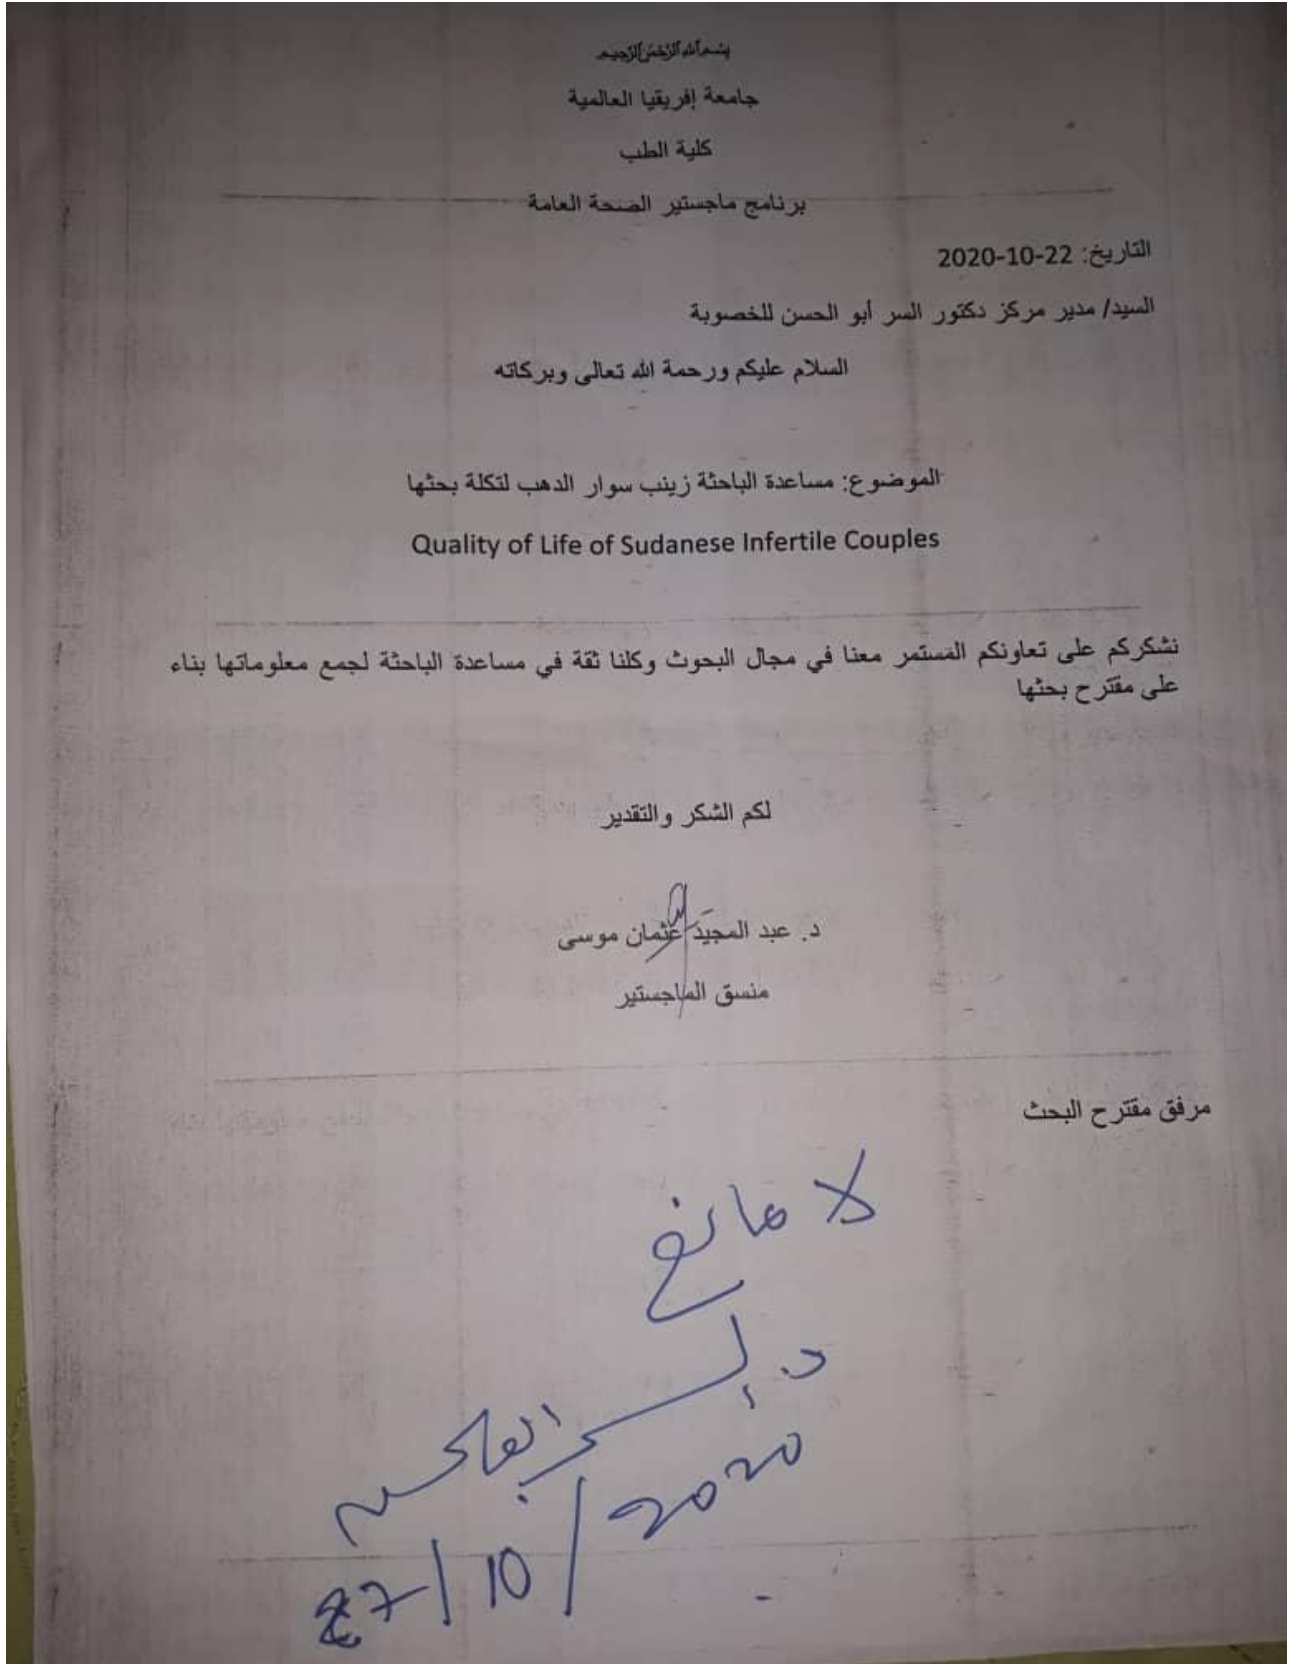 بسم الله الرحمن الرحيم
جامعة إفريقيا العالمية
كلية الطب
برنامج ماجستير الصحة العامة
التاريخ: 22-10-2020
السيد/ مدير مركز دكتور السر أبو الحسن للخصوبة
السلام عليكم ورحمة الله تعالى وبركاته
الموضوع: مساعدة الباحثة زينب سوار الدهب لتكلة بحثها
Quality of Life of Sudanese Infertile Couples
نشكركم على تعاونكم المستمر معنا في مجال البحوث وكلنا ثقة في مساعدة الباحثة لجمع معلوماتها بناء
على مقترح بحثها
لكم الشكر والتقدير
د. عبد المجيد عثمان موسى
منسق الماجستير
مرفق مقترح البحث
لا مانع
د. السر
27/10/2020